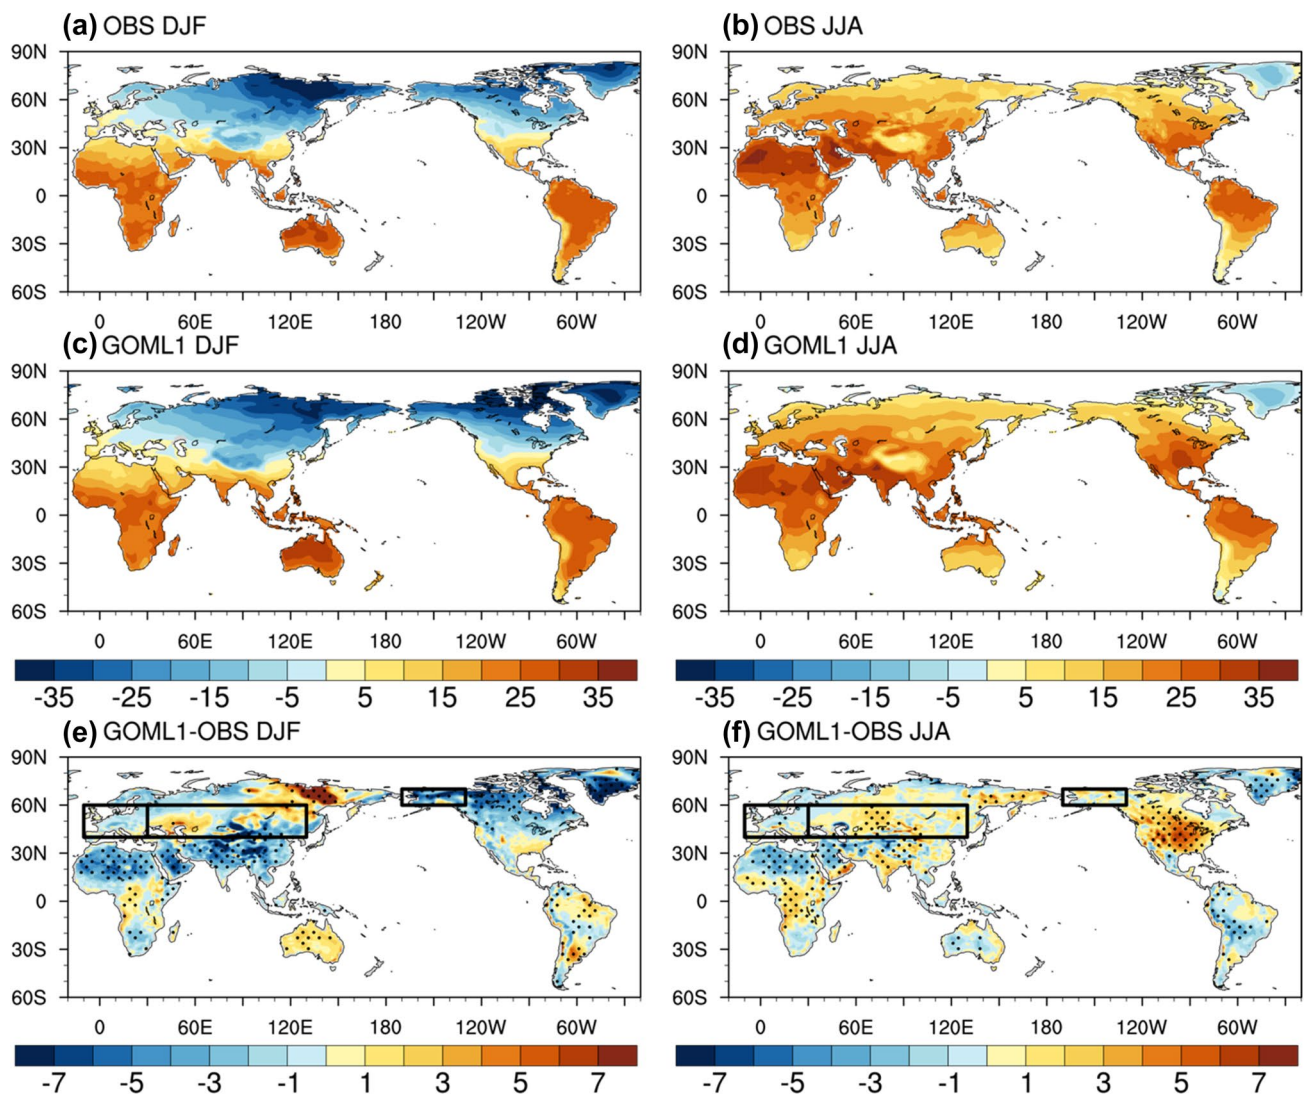 (a) OBS DJF
(b) OBS JJA
90N
60N
30N
0
30S
60S
0 60E 120E 180 120W 60W
90N
60N
30N
0
30S
60S
0 60E 120E 180 120W 60W
(c) GOML1 DJF
(d) GOML1 JJA
90N
60N
30N
0
30S
60S
0 60E 120E 180 120W 60W
90N
60N
30N
0
30S
60S
0 60E 120E 180 120W 60W
-35 -25 -15 -5 5 15 25 35
-35 -25 -15 -5 5 15 25 35
(e) GOML1-OBS DJF
(f) GOML1-OBS JJA
90N
60N
30N
0
30S
60S
0 60E 120E 180 120W 60W
90N
60N
30N
0
30S
60S
0 60E 120E 180 120W 60W
-7 -5 -3 -1 1 3 5 7
-7 -5 -3 -1 1 3 5 7